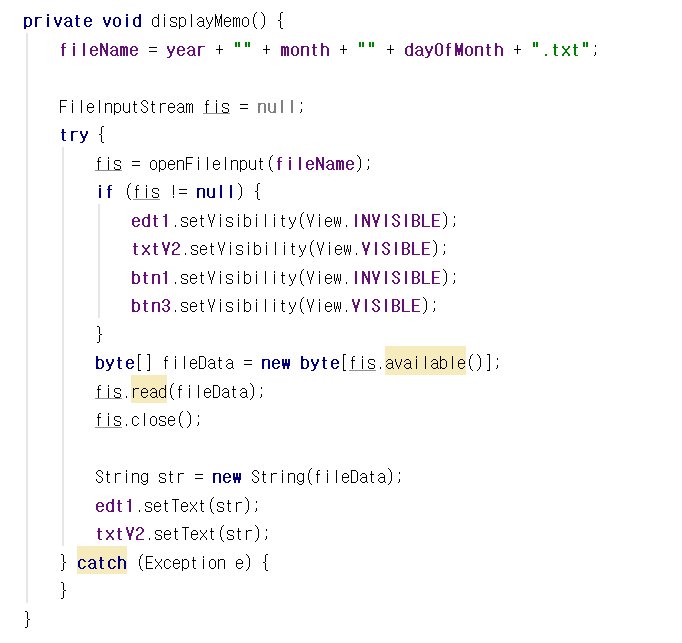 private void displayMemo() {
    fileName = year + "" + month + "" + dayOfMonth + ".txt";

    FileInputStream fis = null;
    try {
        fis = openFileInput(fileName);
        if (fis != null) {
            edt1.setVisibility(View.INVISIBLE);
            txtV2.setVisibility(View.VISIBLE);
            btn1.setVisibility(View.INVISIBLE);
            btn3.setVisibility(View.VISIBLE);
        }
        byte[] fileData = new byte[fis.available()];
        fis.read(fileData);
        fis.close();

        String str = new String(fileData);
        edt1.setText(str);
        txtV2.setText(str);
    } catch (Exception e) {
    }
}